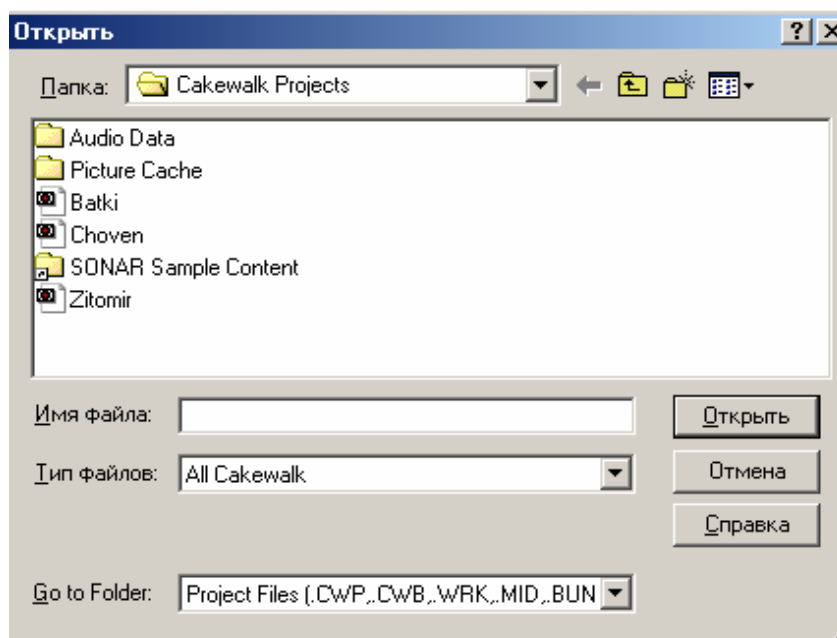 Открыть
Папка: Cakewalk Projects
Audio Data
Picture Cache
Batki
Choven
SONAR Sample Content
Zitomir
Имя файла: Открыть
Тип файлов: All Cakewalk Отмена
Справка
Go to Folder: Project Files (.CWP,.CWB,.WRK,.MID,.BUN